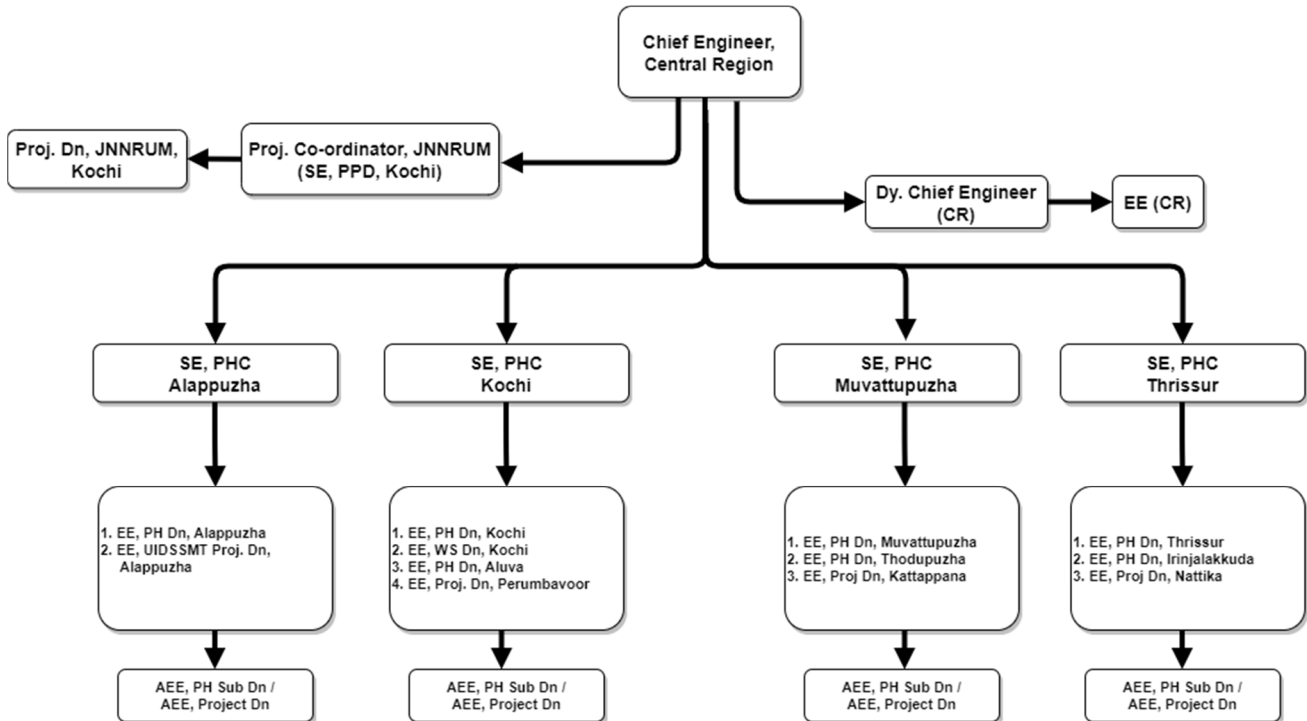 Chief Engineer,
Central Region
Proj. Dn, JNNRUM,
Kochi
Proj. Co-ordinator, JNNRUM
(SE, PPD, Kochi)
Dy. Chief Engineer
(CR)
EE (CR)
SE, PHC
Alappuzha
SE, PHC
Kochi
SE, PHC
Muvattupuzha
SE, PHC
Thrissur
1. EE, PH Dn, Alappuzha
2. EE, UIDSSMT Proj. Dn,
Alappuzha
1. EE, PH Dn, Kochi
2. EE, WS Dn, Kochi
3. EE, PH Dn, Aluva
4. EE, Proj. Dn, Perumbavoor
1. EE, PH Dn, Muvattupuzha
2. EE, PH Dn, Thodupuzha
3. EE, Proj Dn, Kattappana
1. EE, PH Dn, Thrissur
2. EE, PH Dn, Irinjalakkuda
3. EE, Proj Dn, Nattika
AEE, PH Sub Dn /
AEE, Project Dn
AEE, PH Sub Dn /
AEE, Project Dn
AEE, PH Sub Dn /
AEE, Project Dn
AEE, PH Sub Dn /
AEE, Project Dn